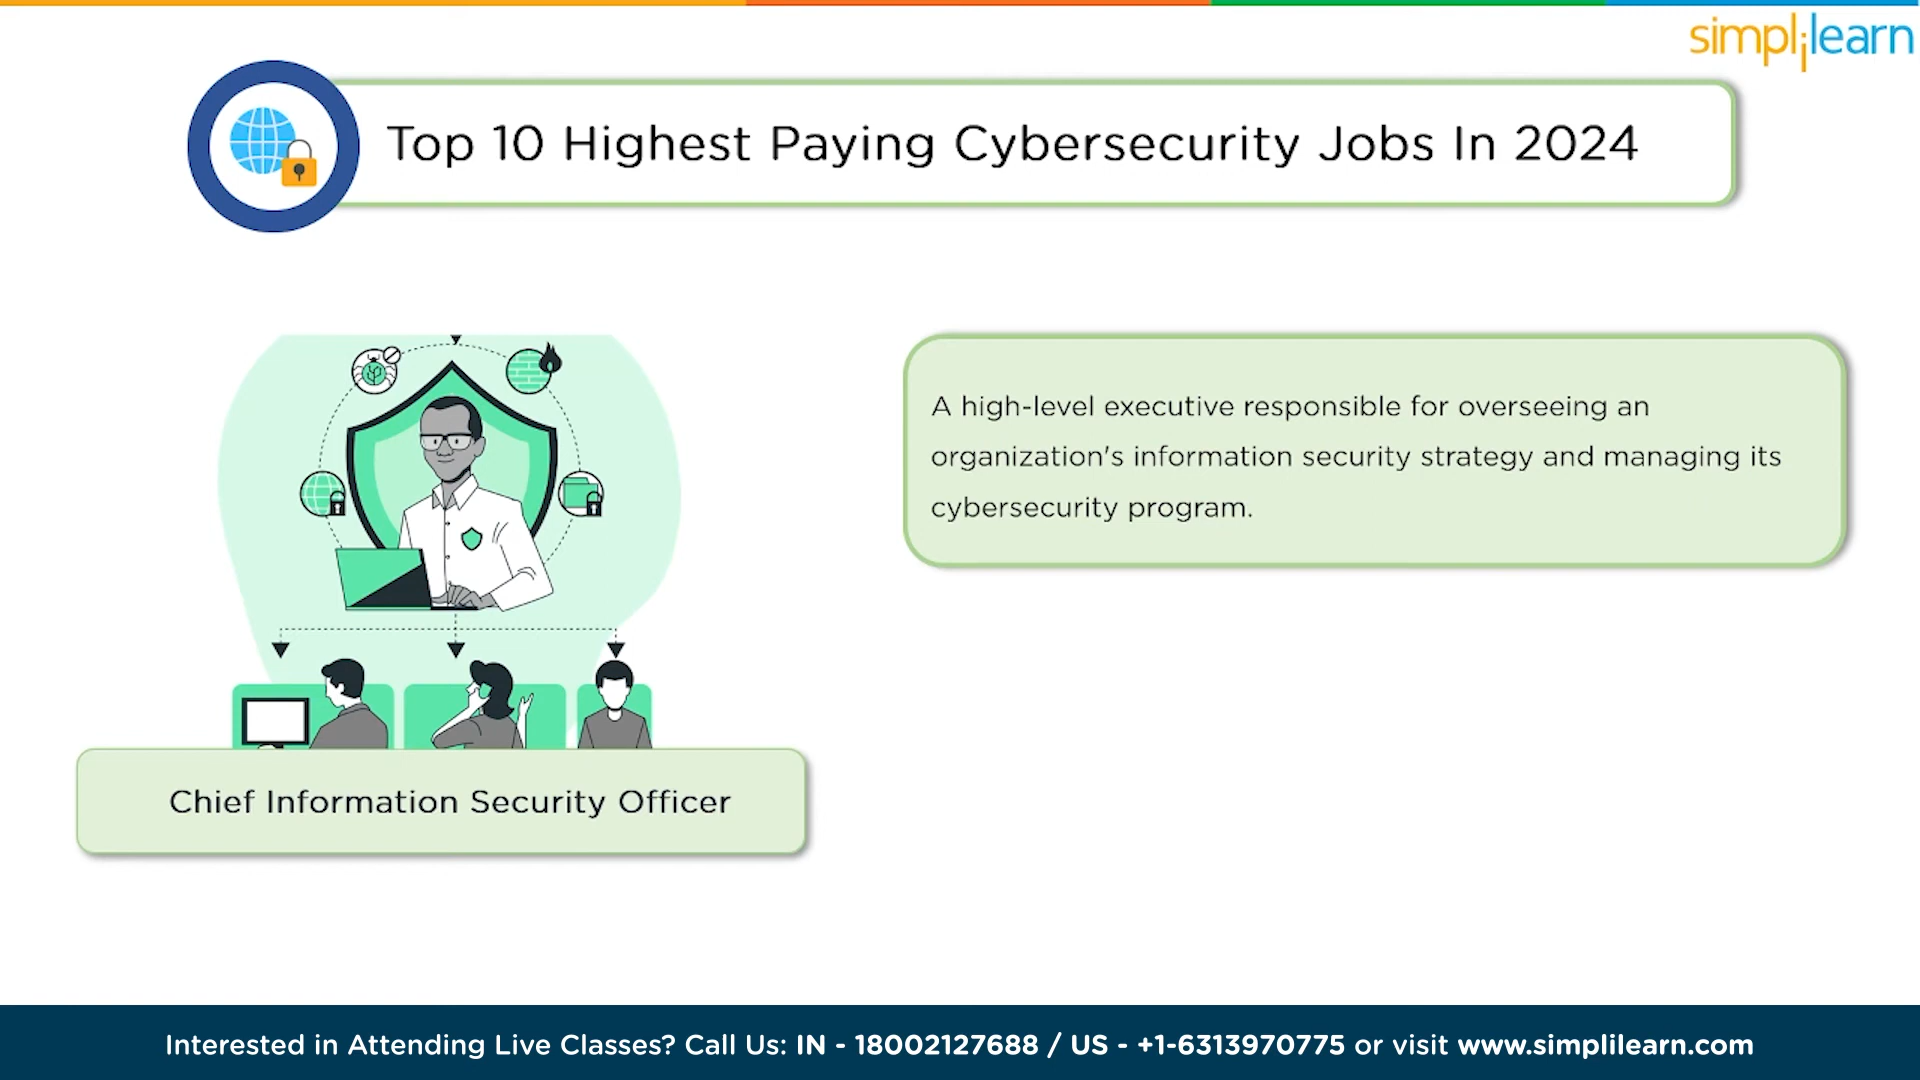 simplilearn
Top 10 Highest Paying Cybersecurity Jobs In 2024
A high-level executive responsible for overseeing an
organization's information security strategy and managing its
cybersecurity program.
Chief Information Security Officer
Interested in Attending Live Classes? Call Us: IN - 18002127688 / US - +1-6313970775 or visit www.simplilearn.com